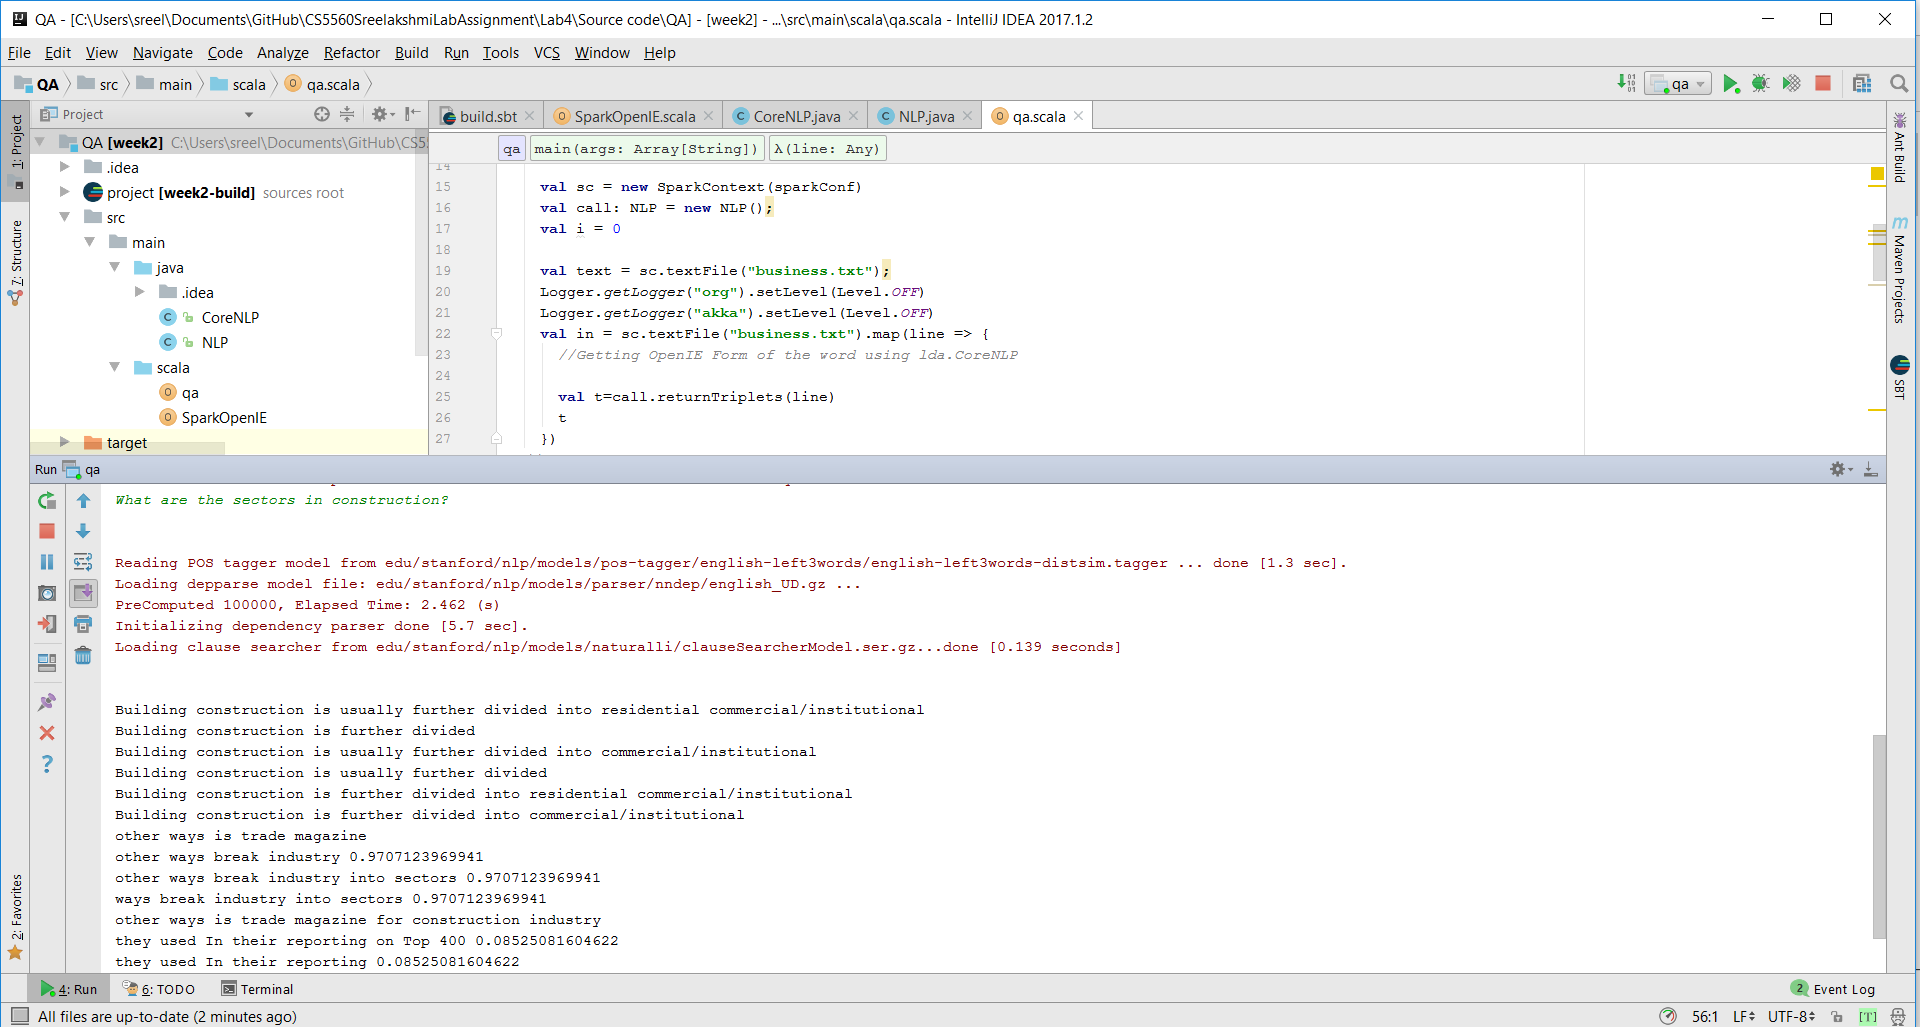 QA - [C:\Users\sreel\Documents\GitHub\CS5560SreelakshmiLabAssignment\Lab4\Source code\QA] - [week2] - ...\src\main\scala\qa.scala - IntelliJ IDEA 2017.1.2
File Edit View Navigate Code Analyze Refactor Build Run Tools VCS Window Help
QA src main scala qa.scala
qa
Project
build.sbt SparkOpenIE.scala CoreNLP.java NLP.java qa.scala
1: Project
7: Structure
2: Favorites
QA [week2] C:\Users\sreel\Documents\GitHub\CS5
.idea
project [week2-build] sources root
src
main
java
.idea
CoreNLP
NLP
scala
qa
SparkOpenIE
target
qa main(args: Array[String]) λ(line: Any)
14
15 val sc = new SparkContext(sparkConf)
16 val call: NLP = new NLP();
17 val i = 0
18
19 val text = sc.textFile("business.txt");
20 Logger.getLogger("org").setLevel(Level.OFF)
21 Logger.getLogger("akka").setLevel(Level.OFF)
22 val in = sc.textFile("business.txt").map(line => {
23 //Getting OpenIE Form of the word using lda.CoreNLP
24
25 val t=call.returnTriplets(line)
26 t
27 })
Ant Build
Maven Projects
SBT
Run qa
What are the sectors in construction?
Reading POS tagger model from edu/stanford/nlp/models/pos-tagger/english-left3words/english-left3words-distsim.tagger ... done [1.3 sec].
Loading depparse model file: edu/stanford/nlp/models/parser/nndep/english_UD.gz ...
PreComputed 100000, Elapsed Time: 2.462 (s)
Initializing dependency parser done [5.7 sec].
Loading clause searcher from edu/stanford/nlp/models/naturalli/clauseSearcherModel.ser.gz...done [0.139 seconds]
Building construction is usually further divided into residential commercial/institutional
Building construction is further divided
Building construction is usually further divided into commercial/institutional
Building construction is usually further divided
Building construction is further divided into residential commercial/institutional
Building construction is further divided into commercial/institutional
other ways is trade magazine
other ways break industry 0.9707123969941
other ways break industry into sectors 0.9707123969941
ways break industry into sectors 0.9707123969941
other ways is trade magazine for construction industry
they used In their reporting on Top 400 0.08525081604622
they used In their reporting 0.08525081604622
4: Run 6: TODO Terminal
2 Event Log
All files are up-to-date (2 minutes ago)
56:1 LF UTF-8 [T]